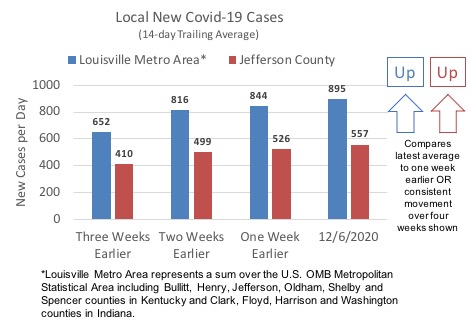 Local New Covid-19 Cases
(14-day Trailing Average)
Louisville Metro Area* Jefferson County
Up Up
New Cases per Day
1000
800
600
400
200
0
652 410 816 499 844 526 895 557
Three Weeks Earlier
Two Weeks Earlier
One Week Earlier
12/6/2020
Compares
latest average
to one week
earlier OR
consistent
movement
over four
weeks shown
*Louisville Metro Area represents a sum over the U.S. OMB Metropolitan
Statistical Area including Bullitt, Henry, Jefferson, Oldham, Shelby and
Spencer counties in Kentucky and Clark, Floyd, Harrison and Washington
counties in Indiana.